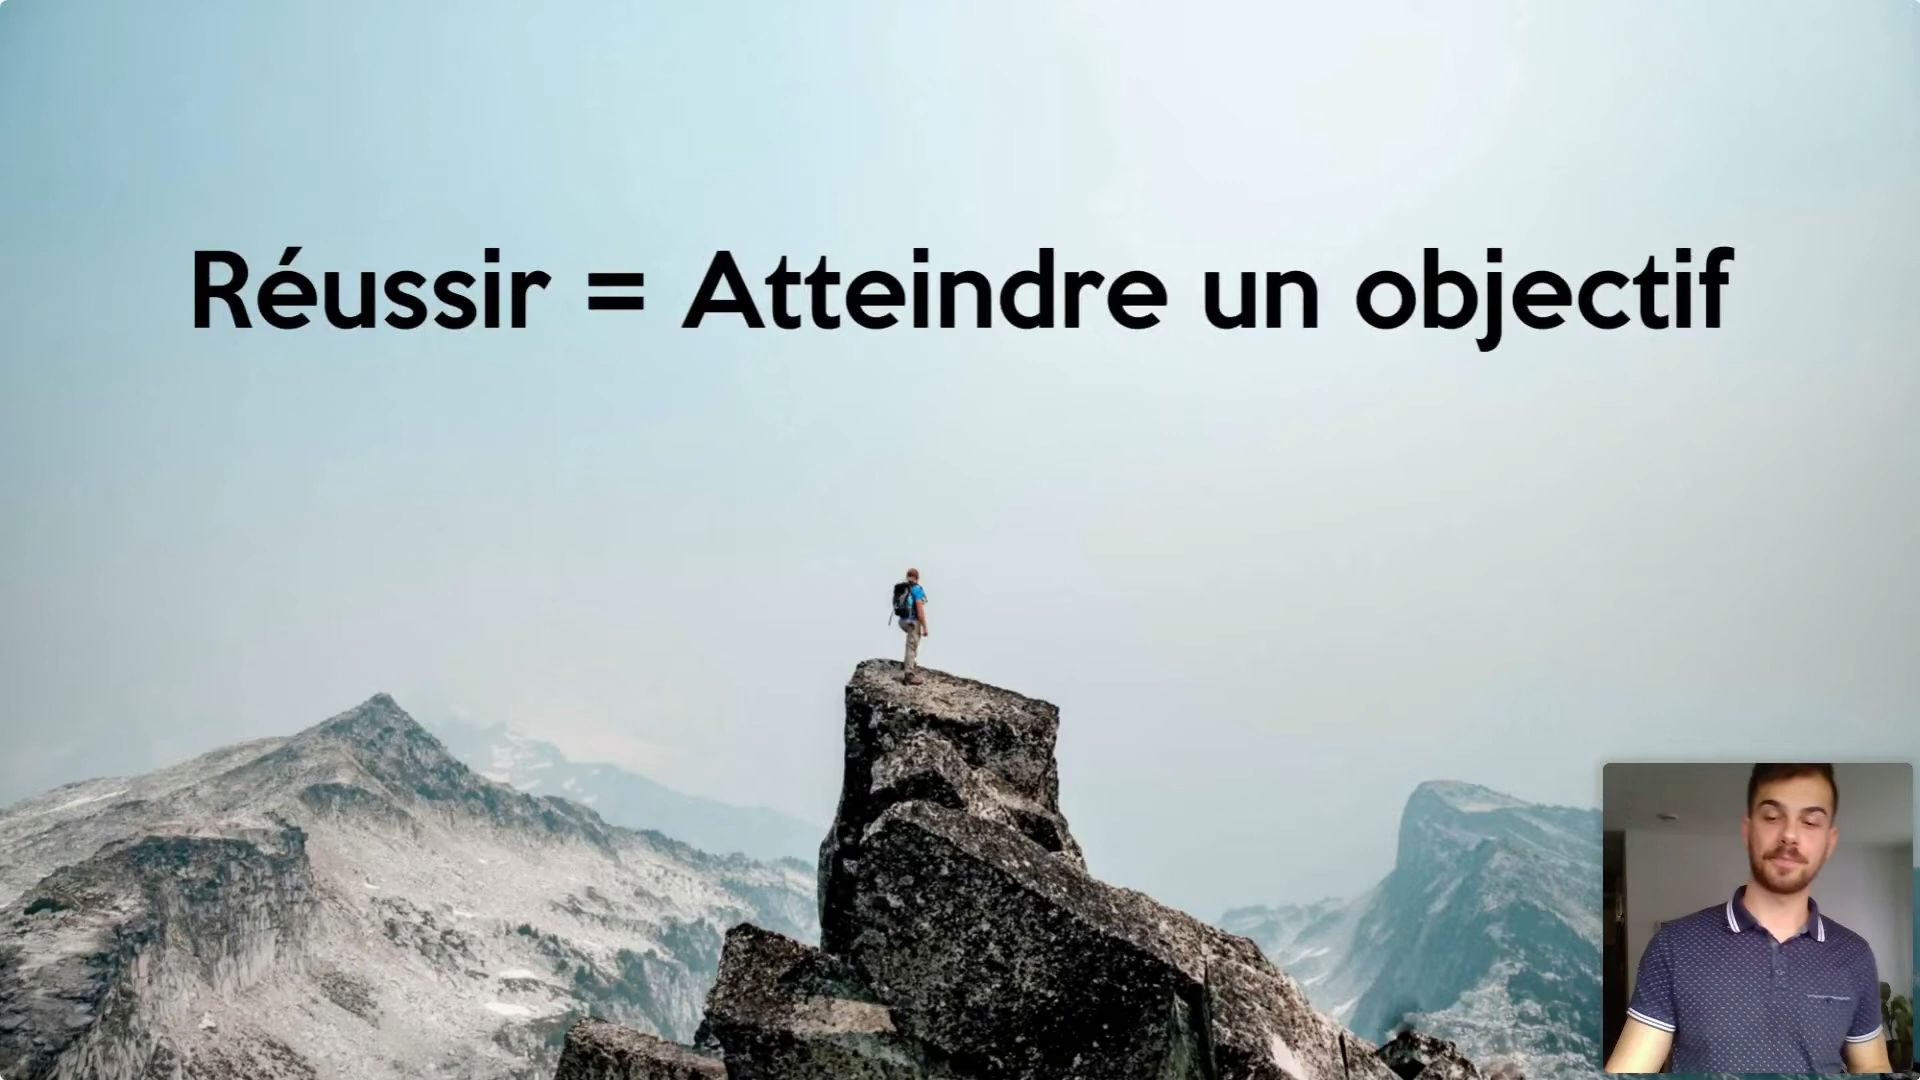 Réussir = Atteindre un objectif